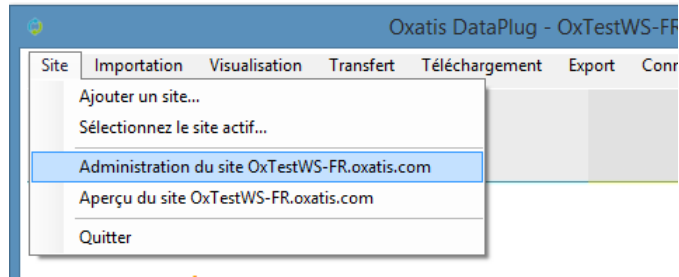 Oxatis DataPlug - OxTestWS-FR
Site Importation Visualisation Transfert Téléchargement Export Conn
Ajouter un site...
Sélectionnez le site actif...
Administration du site OxTestWS-FR.oxatis.com
Aperçu du site OxTestWS-FR.oxatis.com
Quitter